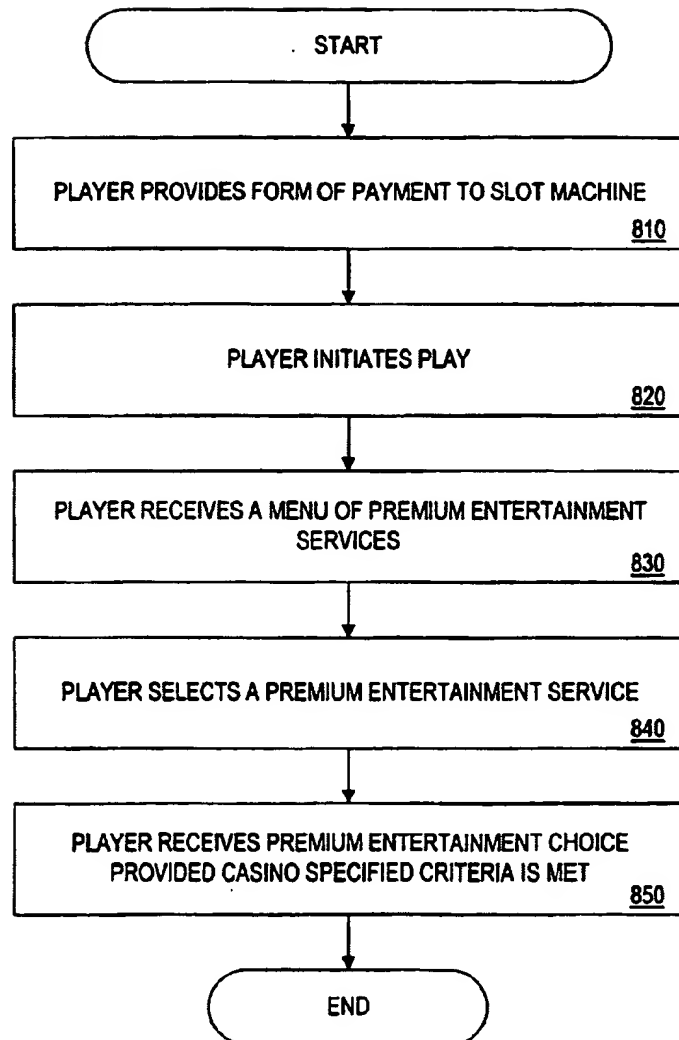 START
PLAYER PROVIDES FORM OF PAYMENT TO SLOT MACHINE
810
PLAYER INITIATES PLAY
820
PLAYER RECEIVES A MENU OF PREMIUM ENTERTAINMENT
SERVICES
830
PLAYER SELECTS A PREMIUM ENTERTAINMENT SERVICE
840
PLAYER RECEIVES PREMIUM ENTERTAINMENT CHOICE
PROVIDED CASINO SPECIFIED CRITERIA IS MET
850
END